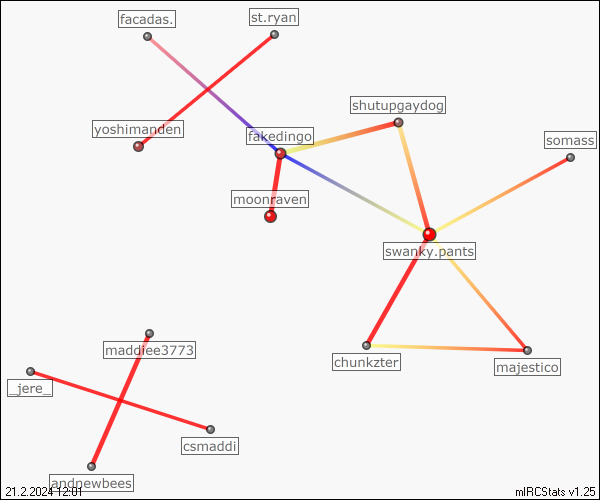 facadas.
st.ryan
shutupgaydog
yoshimanden
fakedingo
somass
moonraven
swanky.pants
maddiee3773
chunkzter
majestico
_jere_
csmaddi
andnewbees
21.2.2024 12:01
mIRCStats v1.25